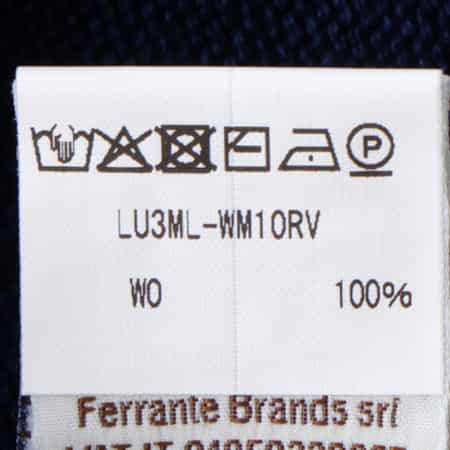 P
LU3ML-WM10RV
WO 100%
Ferrante Brands srl